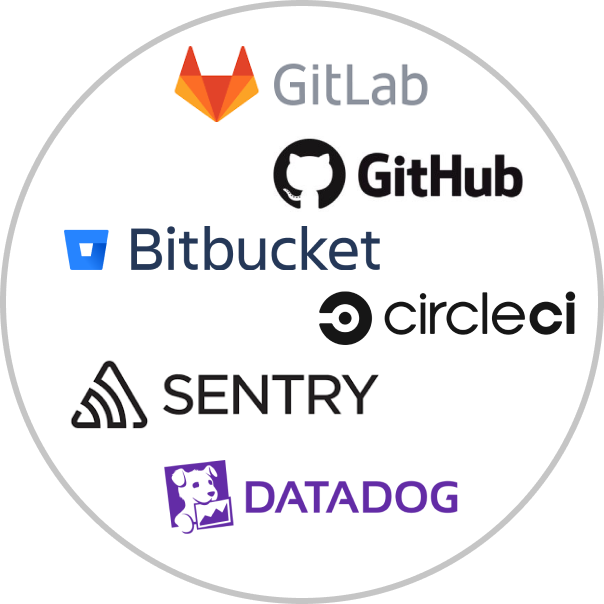 GitLab
GitHub
Bitbucket
circleci
SENTRY
DATADOG